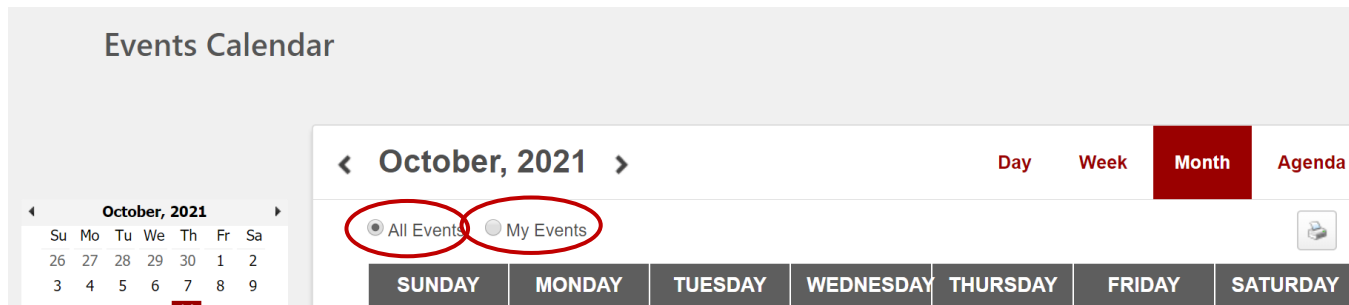 Events Calendar
October, 2021
Day Week Month Agenda
October, 2021
Su Mo Tu We Th Fr Sa
26 27 28 29 30 1 2
3 4 5 6 7 8 9
All Events My Events
SUNDAY MONDAY TUESDAY WEDNESDAY THURSDAY FRIDAY SATURDAY